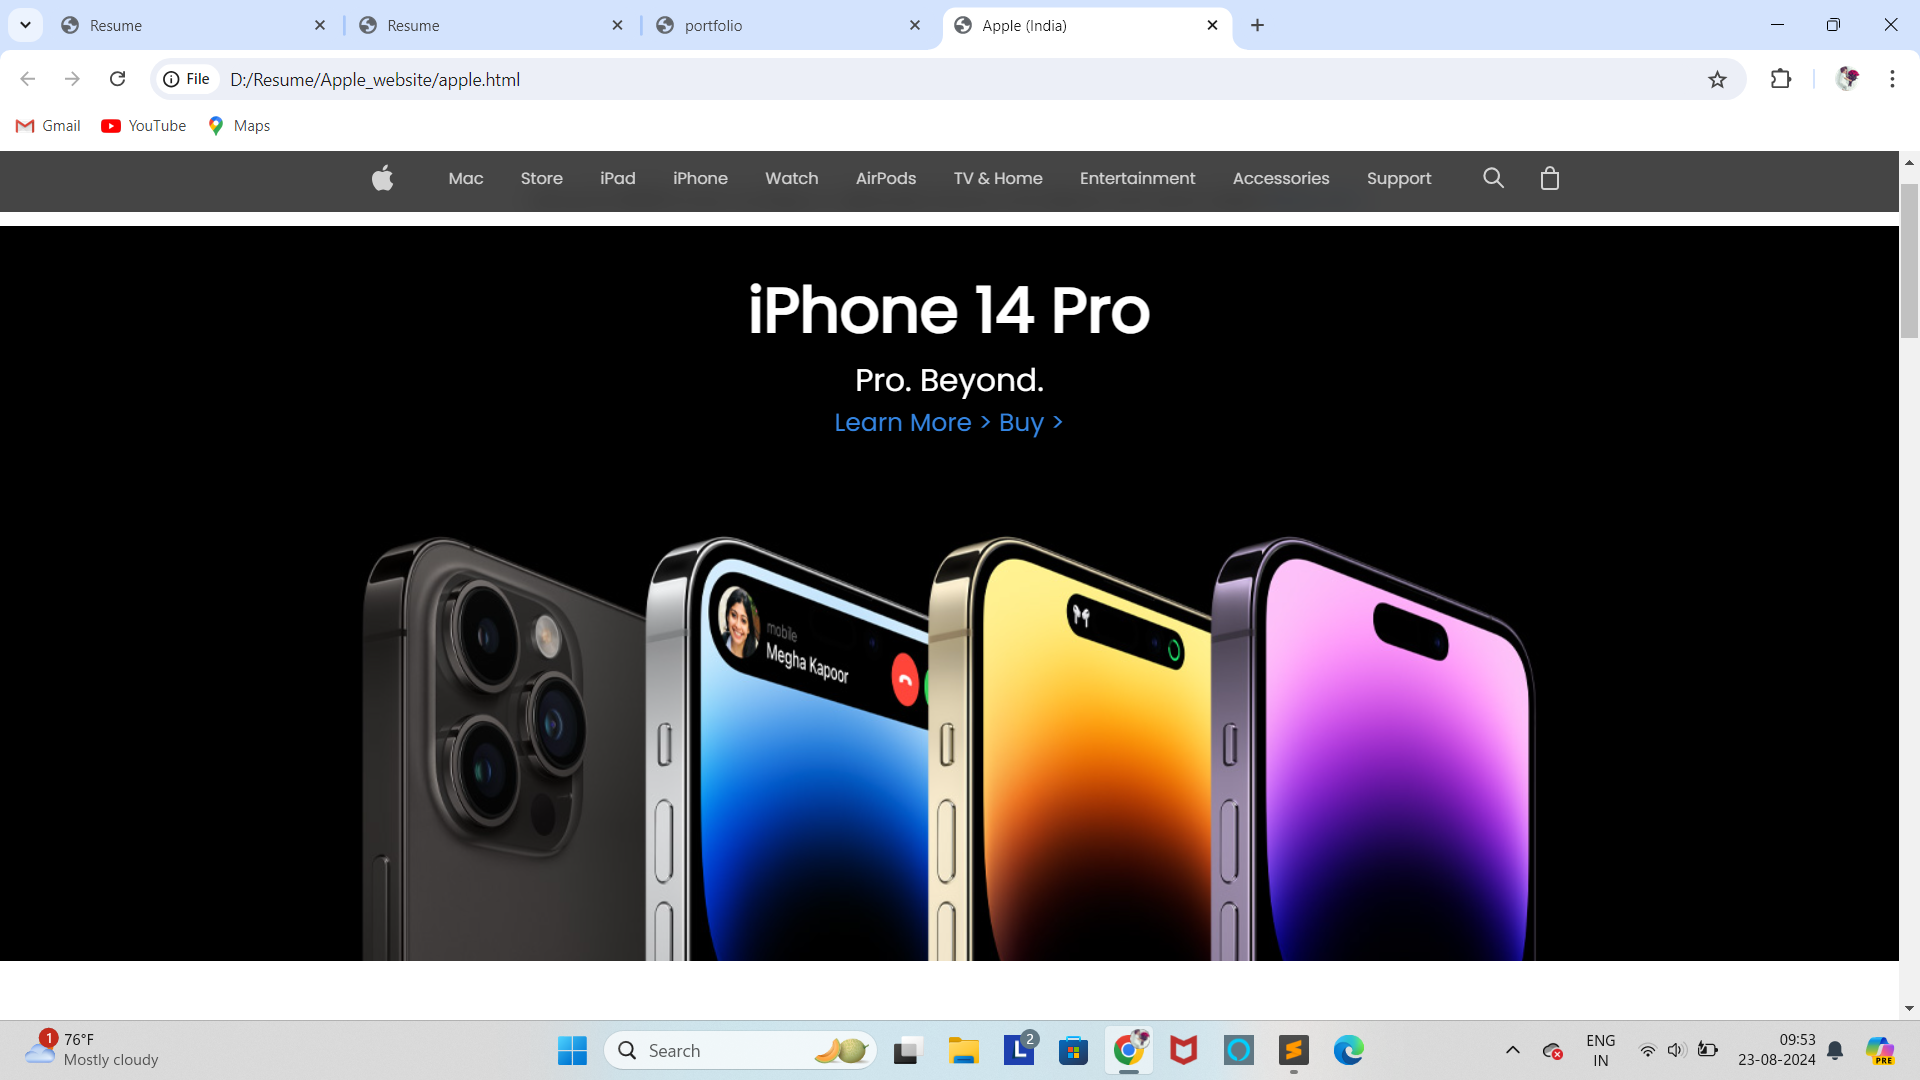 Resume
Resume
portfolio
Apple (India)
File
D:/Resume/Apple_website/apple.html
Gmail
YouTube
Maps
Mac
Store
iPad
iPhone
Watch
AirPods
TV & Home
Entertainment
Accessories
Support
iPhone 14 Pro
Pro. Beyond.
Learn More > Buy >
mobile
Megha Kapoor
1
76°F
Mostly cloudy
Search
L
2
ENG
IN
09:53
23-08-2024
PRE